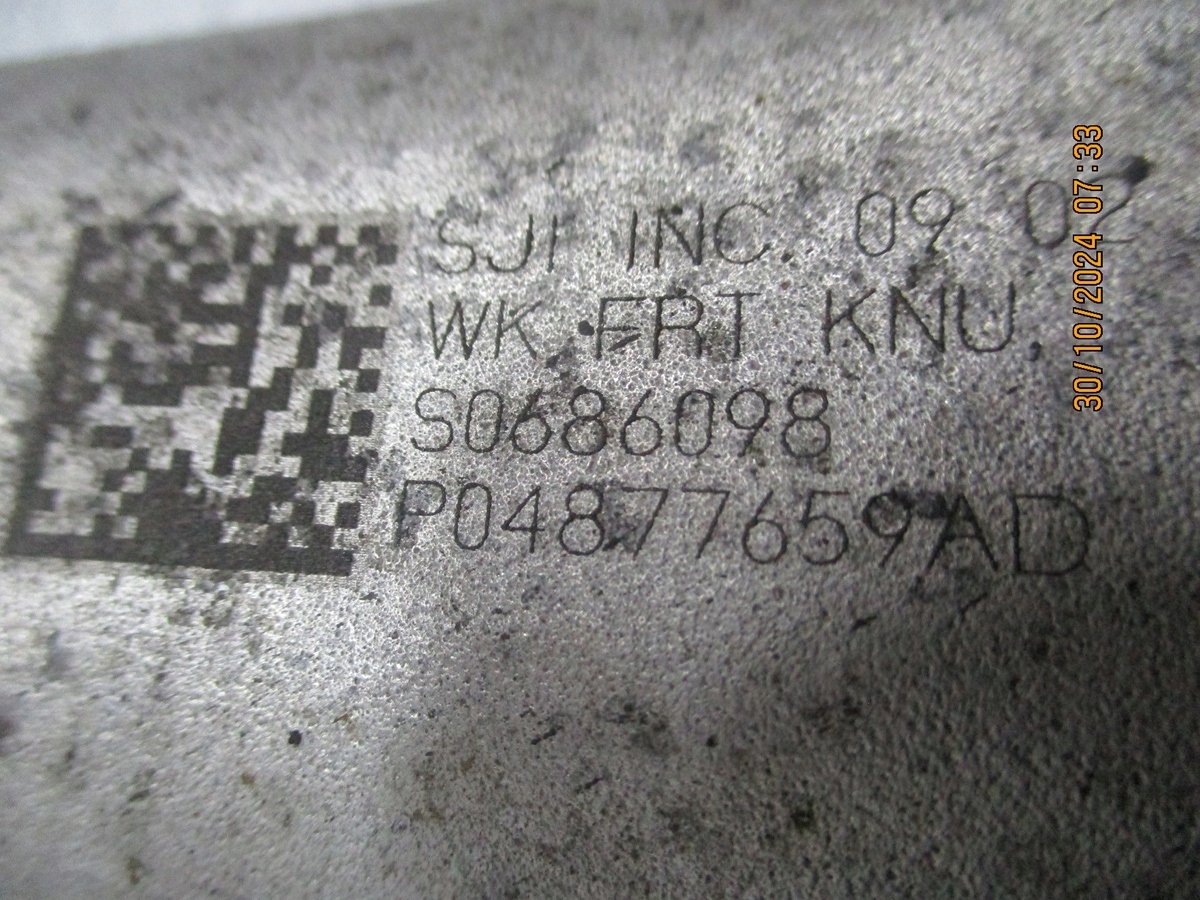 SJI INC. 09 02
WK FRT KNU.
S0686098
P04877659AD
30/10/2024 07:33